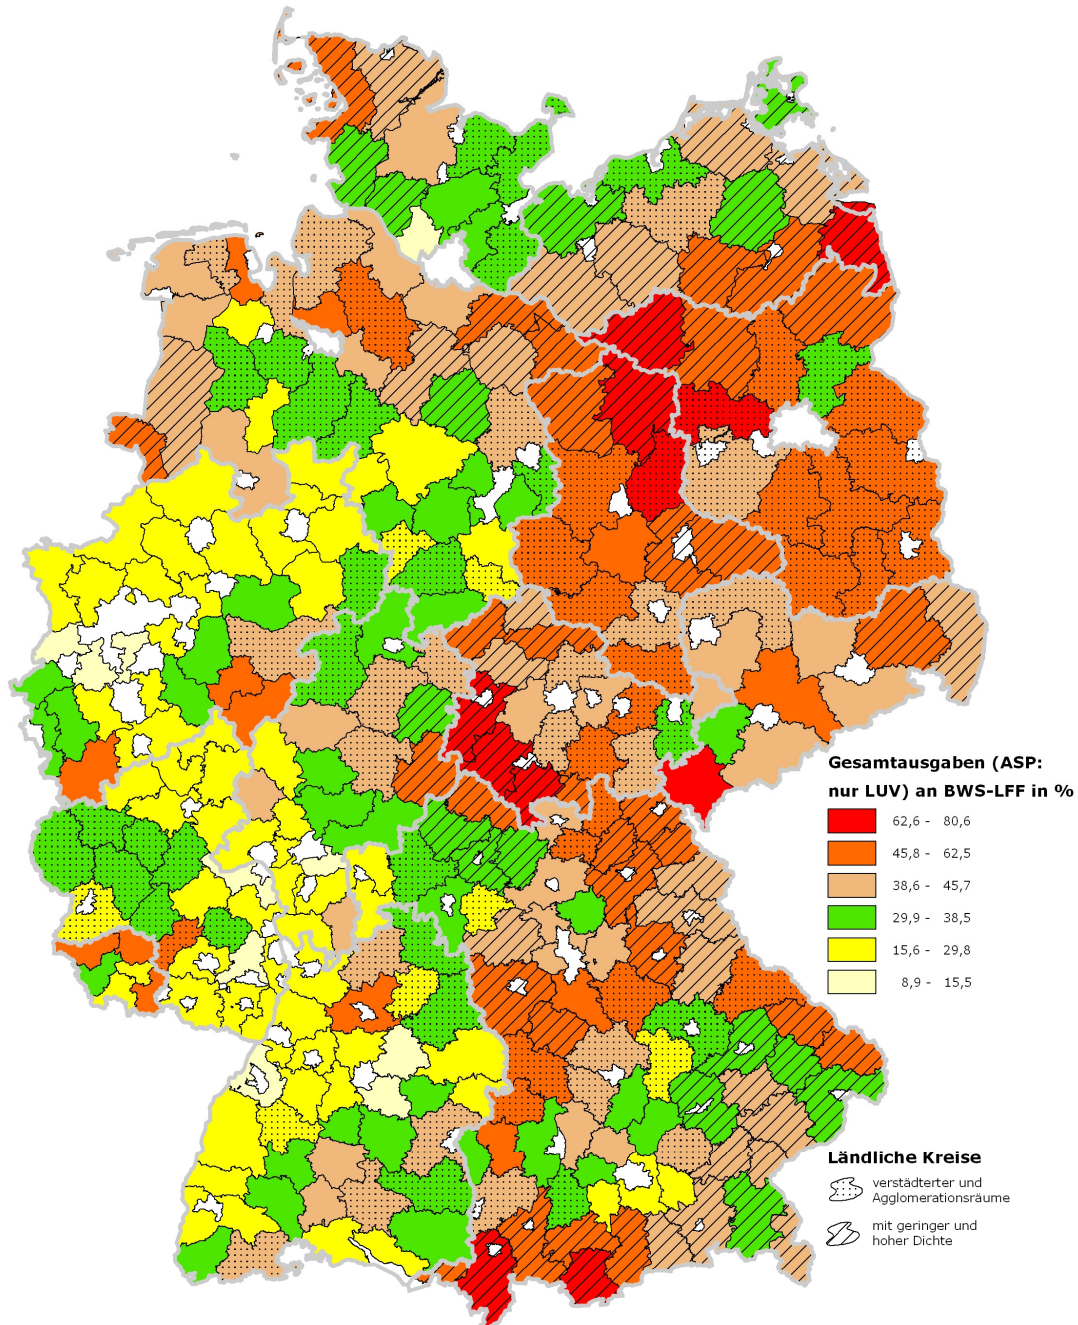 Gesamtausgaben (ASP:
nur LUV) an BWS-LFF in %
62,6 - 80,6
45,8 - 62,5
38,6 - 45,7
29,9 - 38,5
15,6 - 29,8
8,9 - 15,5
Ländliche Kreise
verstädterter und
Agglomerationsräume
mit geringer und
hoher Dichte